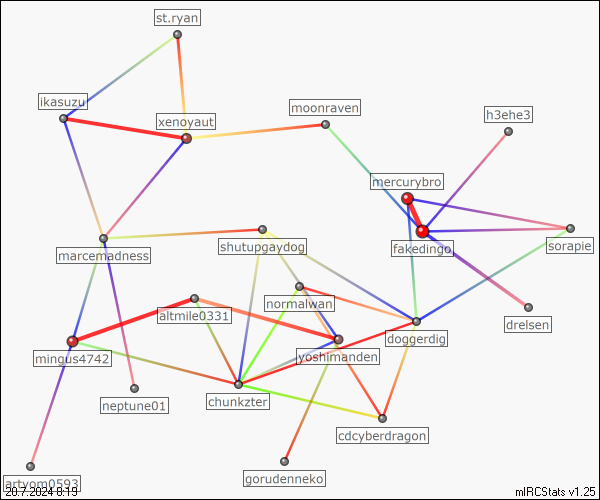 st.ryan
ikasuzu
moonraven
xenoyaut
h3ehe3
mercurybro
shutupgaydog
fakedingo
sorapie
marcemadness
normalwan
altmile0331
drelsen
doggerdig
mingus4742
yoshimanden
neptune01
chunkzter
cdcyberdragon
artyom0593
gorudenneko
20.7.2024 8:19
mIRCStats v1.25